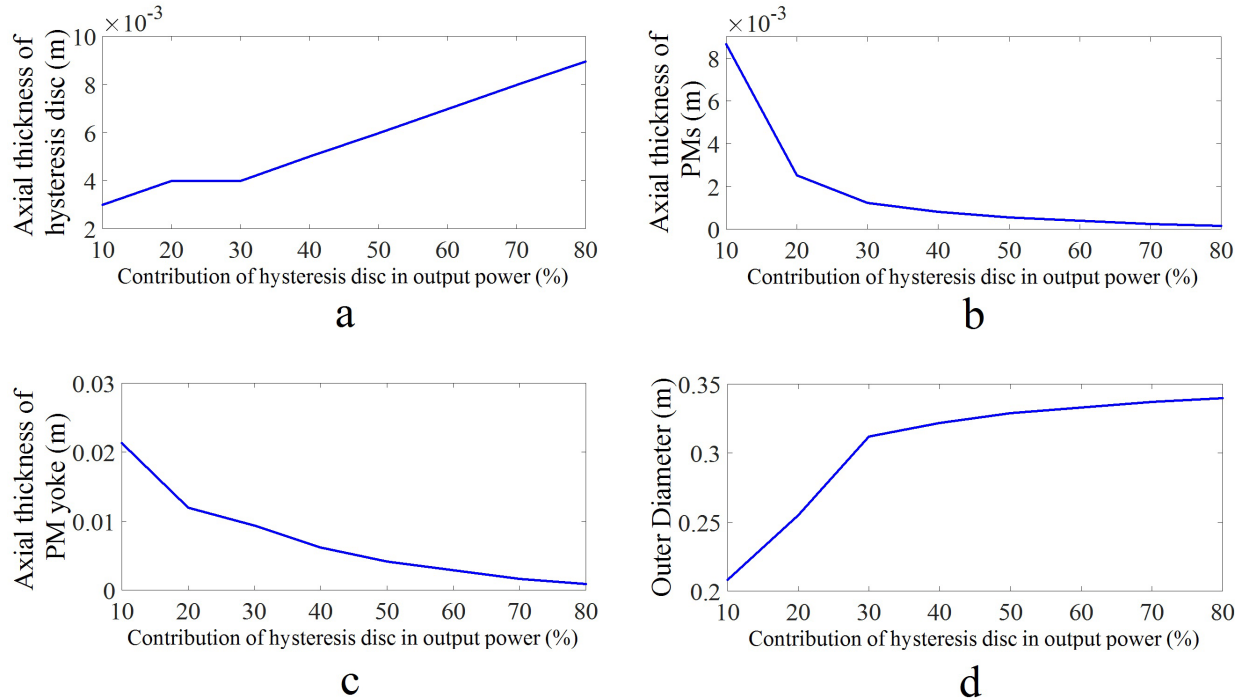 ×10⁻³
Axial thickness of
hysteresis disc (m)
10
8
6
4
2
10 20 30 40 50 60 70 80
Contribution of hysteresis disc in output power (%)
a
×10⁻³
Axial thickness of
PMs (m)
8
6
4
2
0
10 20 30 40 50 60 70 80
Contribution of hysteresis disc in output power (%)
b
Axial thickness of
PM yoke (m)
0.03
0.02
0.01
0
10 20 30 40 50 60 70 80
Contribution of hysteresis disc in output power (%)
c
Outer Diameter (m)
0.35
0.3
0.25
0.2
10 20 30 40 50 60 70 80
Contribution of hysteresis disc in output power (%)
d